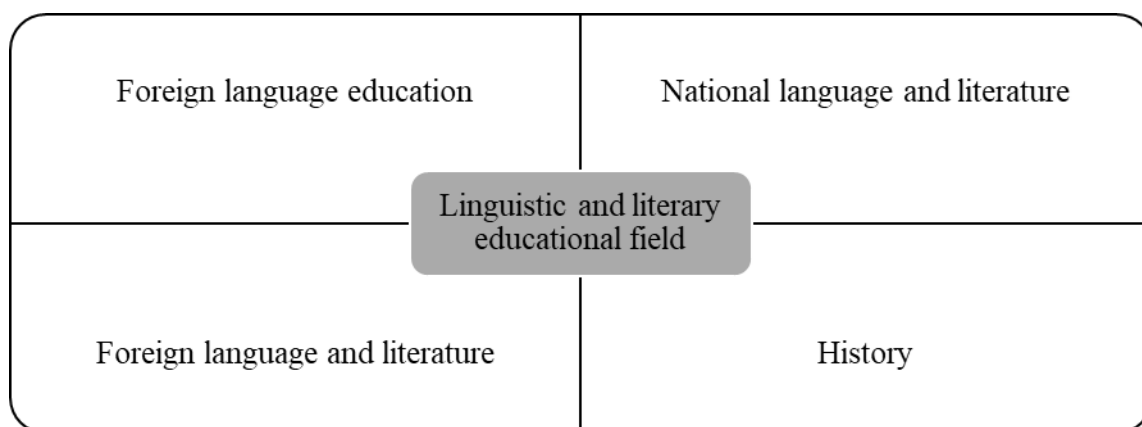 Foreign language education
National language and literature
Linguistic and literary
educational field
Foreign language and literature
History